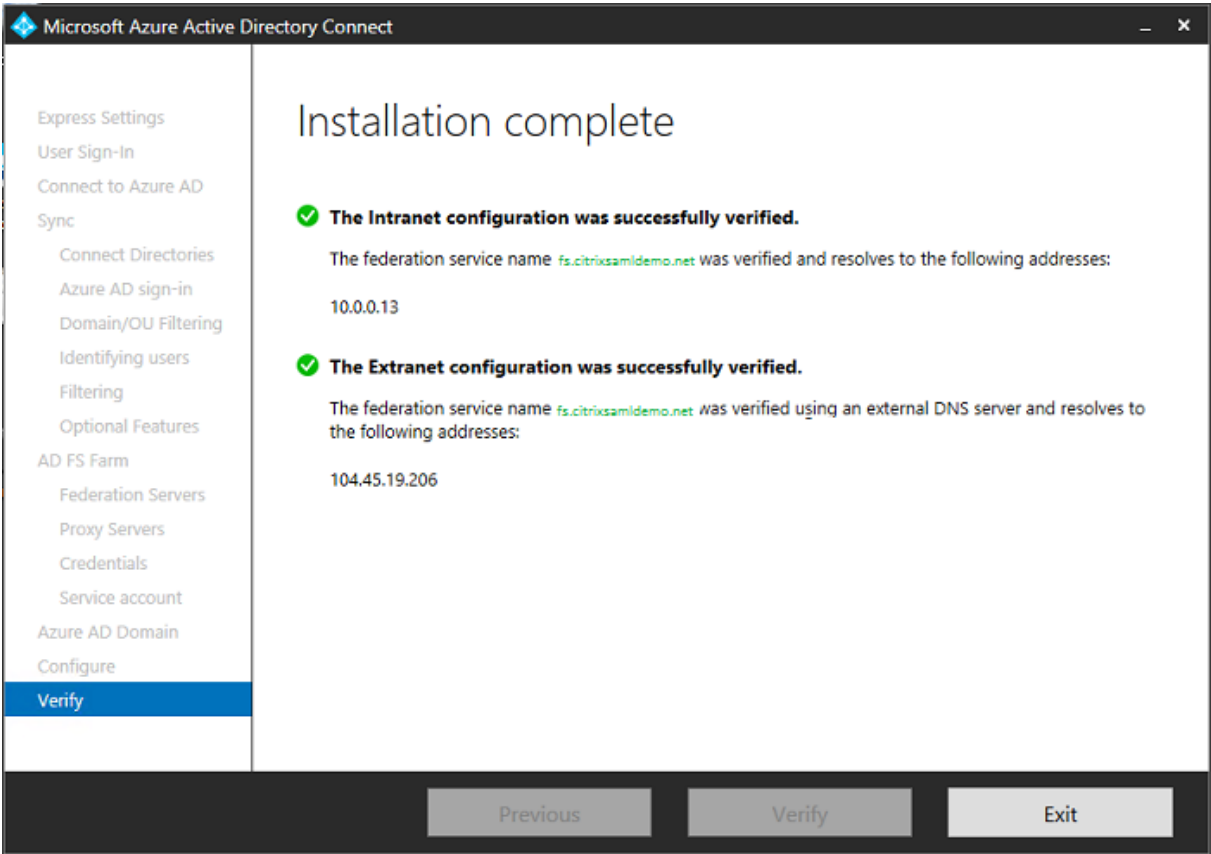 Microsoft Azure Active Directory Connect
Express Settings
User Sign-In
Connect to Azure AD
Sync
Connect Directories
Azure AD sign-in
Domain/OU Filtering
Identifying users
Filtering
Optional Features
AD FS Farm
Federation Servers
Proxy Servers
Credentials
Service account
Azure AD Domain
Configure
Verify
Installation complete
The Intranet configuration was successfully verified.
The federation service name fs.citrixsamldemo.net was verified and resolves to the following addresses:
10.0.0.13
The Extranet configuration was successfully verified.
The federation service name fs.citrixsamldemo.net was verified using an external DNS server and resolves to
the following addresses:
104.45.19.206
Previous
Verify
Exit